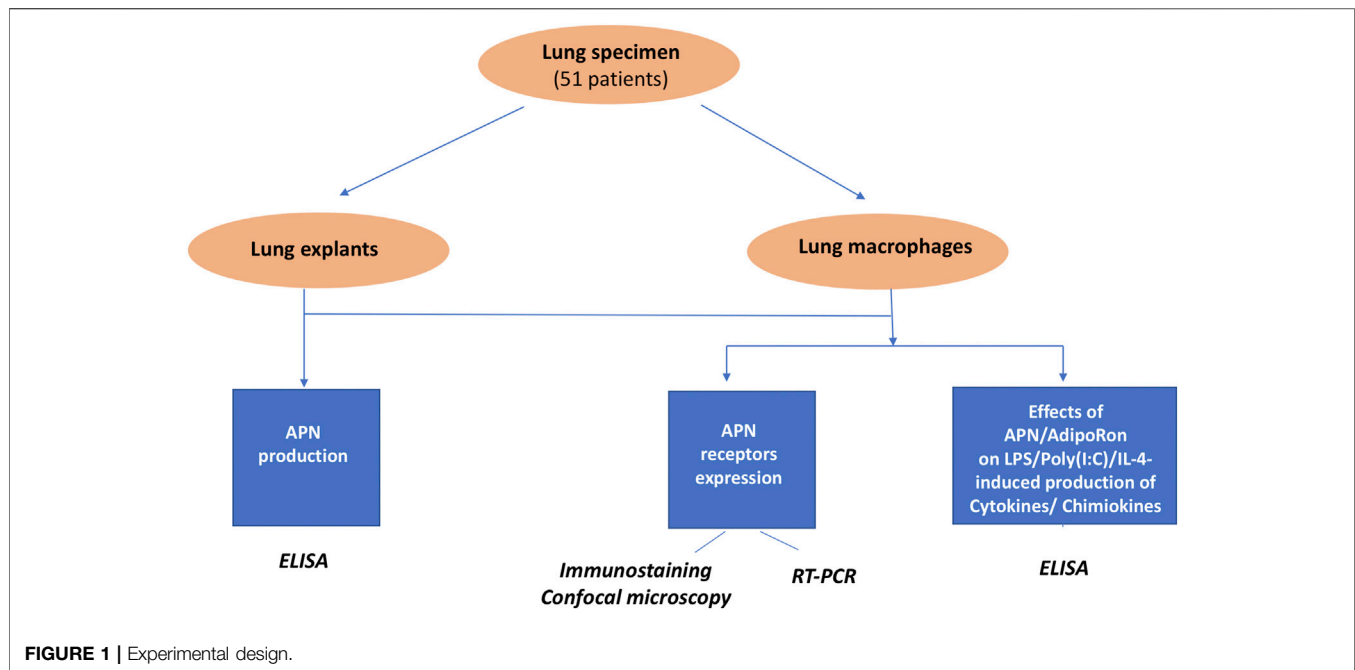 Lung specimen
(51 patients)
Lung explants
Lung macrophages
APN
production
APN
receptors
expression
Effects of
APN/AdipoRon
on LPS/Poly(I:C)/IL-4-
induced production of
Cytokines/ Chimiokines
ELISA
Immunostaining
Confocal microscopy
RT-PCR
ELISA
FIGURE 1 | Experimental design.